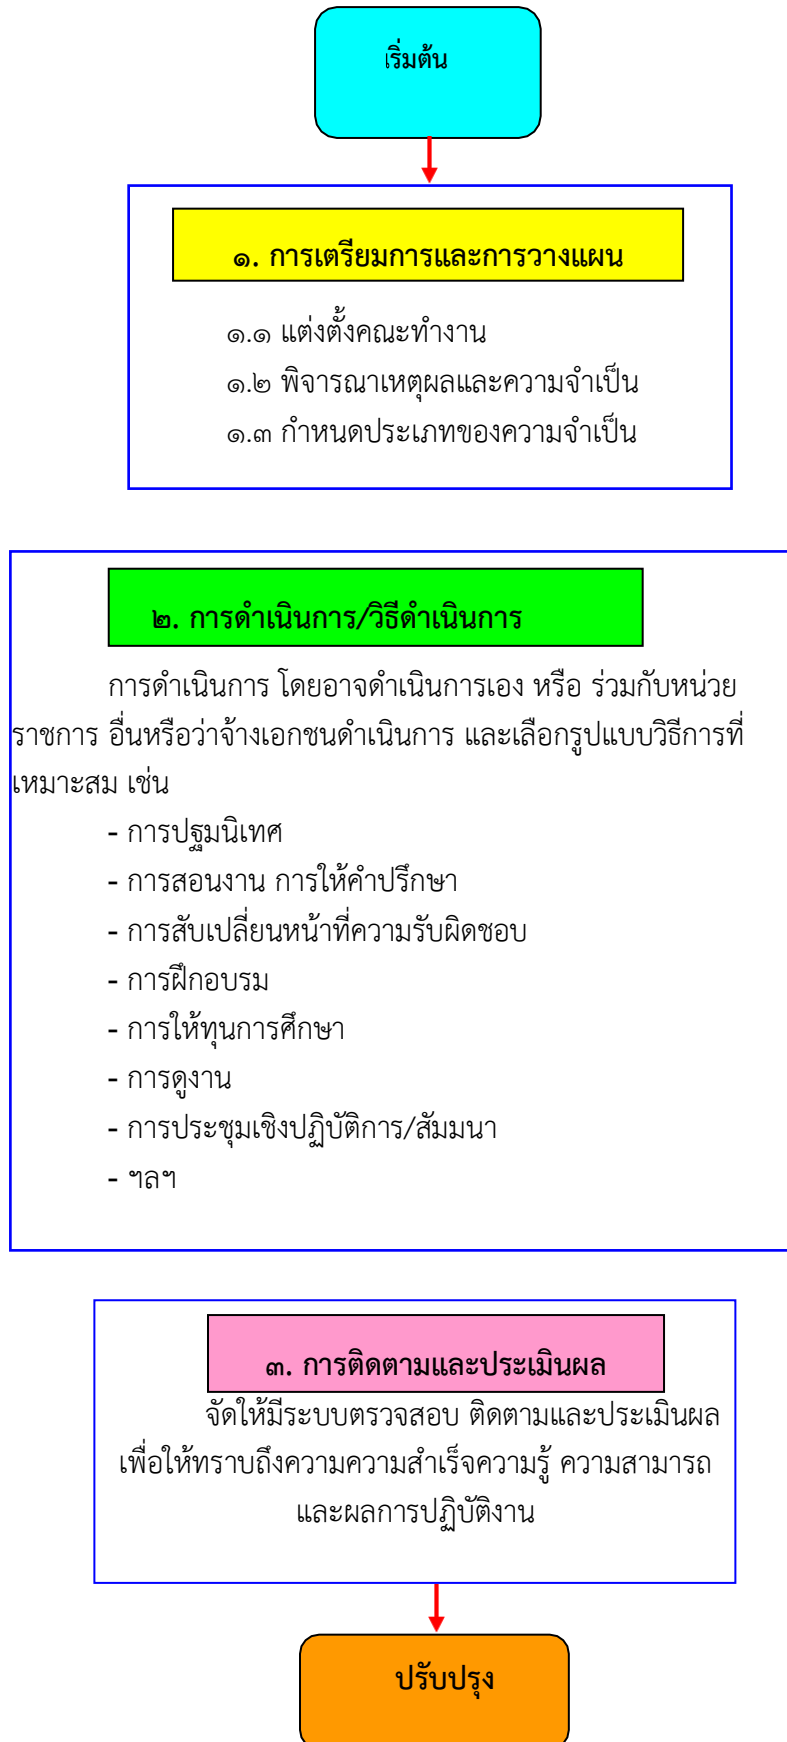 เริ่มต้น
๑. การเตรียมการและการวางแผน
๑.๑ แต่งตั้งคณะทำงาน
๑.๒ พิจารณาเหตุผลและความจำเป็น
๑.๓ กำหนดประเภทของความจำเป็น
๒. การดำเนินการ/วิธีดำเนินการ
การดำเนินการ โดยอาจดำเนินการเอง หรือ ร่วมกับหน่วย
ราชการ อื่นหรือว่าจ้างเอกชนดำเนินการ และเลือกรูปแบบวิธีการที่
เหมาะสม เช่น
- การปฐมนิเทศ
- การสอนงาน การให้คำปรึกษา
- การสับเปลี่ยนหน้าที่ความรับผิดชอบ
- การฝึกอบรม
- การให้ทุนการศึกษา
- การดูงาน
- การประชุมเชิงปฏิบัติการ/สัมมนา
- ฯลฯ
๓. การติดตามและประเมินผล
จัดให้มีระบบตรวจสอบ ติดตามและประเมินผล
เพื่อให้ทราบถึงความความสำเร็จความรู้ ความสามารถ
และผลการปฏิบัติงาน
ปรับปรุง